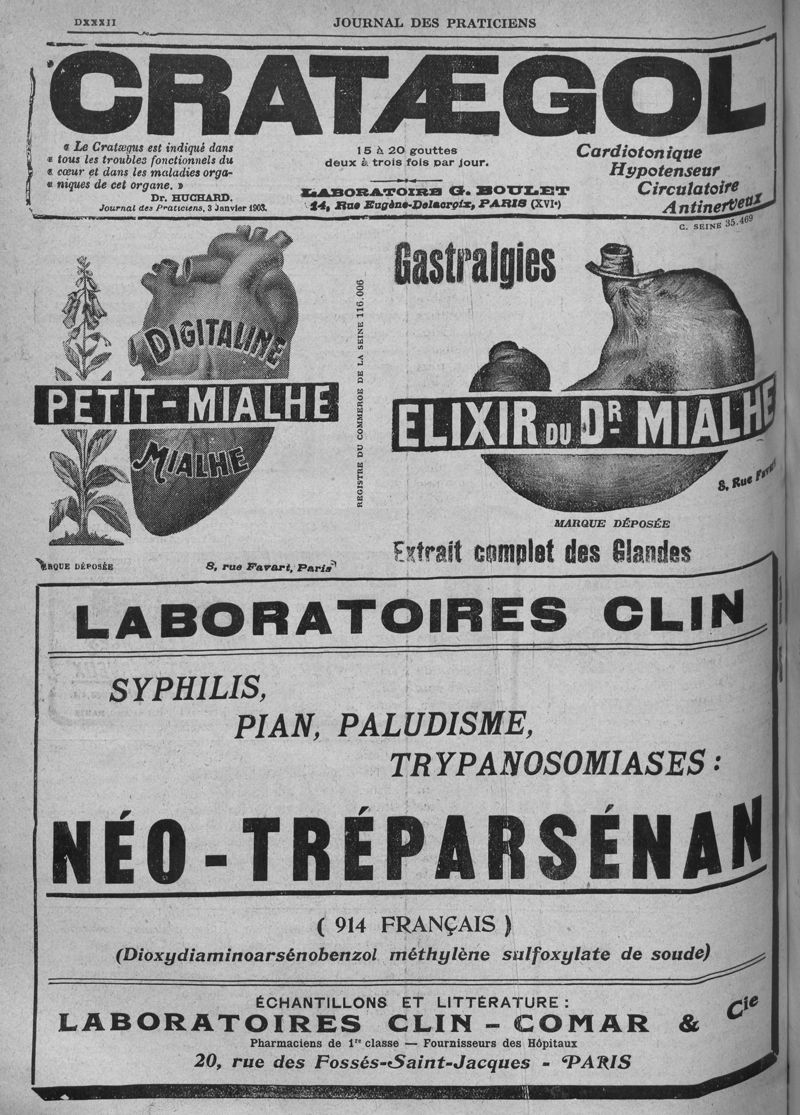 DXXXII
JOURNAL DES PRATICIENS
CRATÆGOL
« Le Cratægus est indiqué dans
« tous les troubles fonctionnels du
« cœur et dans les maladies orga-
« niques de cet organe. »
Dr. HUCHARD.
Journal des Praticiens, 3 Janvier 1903.
15 à 20 gouttes
deux à trois fois par jour.
LABORATOIRE G. BOULET
14, Rue Eugène-Delacroix, PARIS (XVIe)
Cardiotonique
Hypotenseur
Circulatoire
Antinerveux
C. SEINE 35.469
DIGITALINE
PETIT-MIALHE
MIALHE
MARQUE DÉPOSÉE
8, rue Favart, Paris
REGISTRE DU COMMERCE DE LA SEINE 116.006
Gastralgies
ELIXIR DU DR MIALHE
8, Rue Favart
MARQUE DÉPOSÉE
Extrait complet des Glandes
LABORATOIRES CLIN
SYPHILIS,
PIAN, PALUDISME,
TRYPANOSOMIASES :
NÉO-TRÉPARSÉNAN
( 914 FRANÇAIS )
(Dioxydiaminoarsénobenzol méthylène sulfoxylate de soude)
ÉCHANTILLONS ET LITTÉRATURE :
LABORATOIRES CLIN - COMAR & Cie
Pharmaciens de 1re classe — Fournisseurs des Hôpitaux
20, rue des Fossés-Saint-Jacques - PARIS